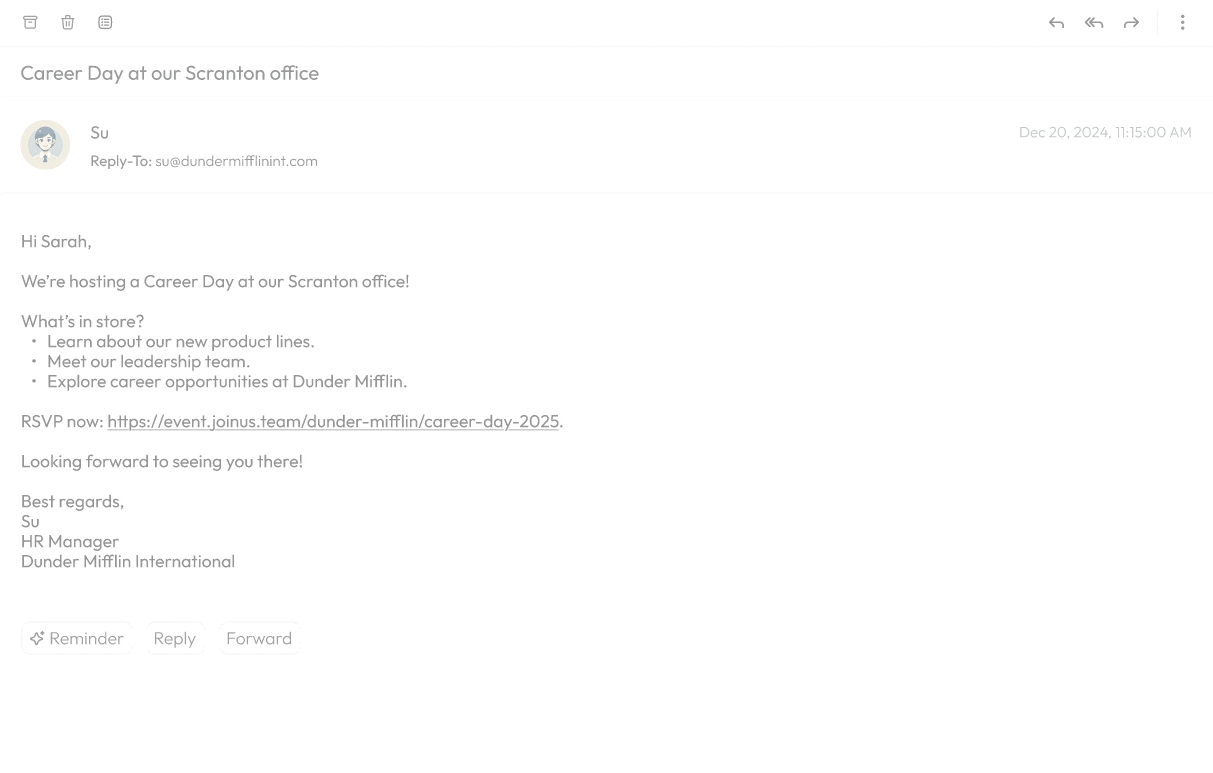 Career Day at our Scranton office
Su
Dec 20, 2024, 11:15:00 AM
Reply-To: su@dundermifflinint.com
Hi Sarah,
We're hosting a Career Day at our Scranton office!
What's in store?
• Learn about our new product lines.
• Meet our leadership team.
• Explore career opportunities at Dunder Mifflin.
RSVP now: https://event.joinus.team/dunder-mifflin/career-day-2025.
Looking forward to seeing you there!
Best regards,
Su
HR Manager
Dunder Mifflin International
Reminder Reply Forward